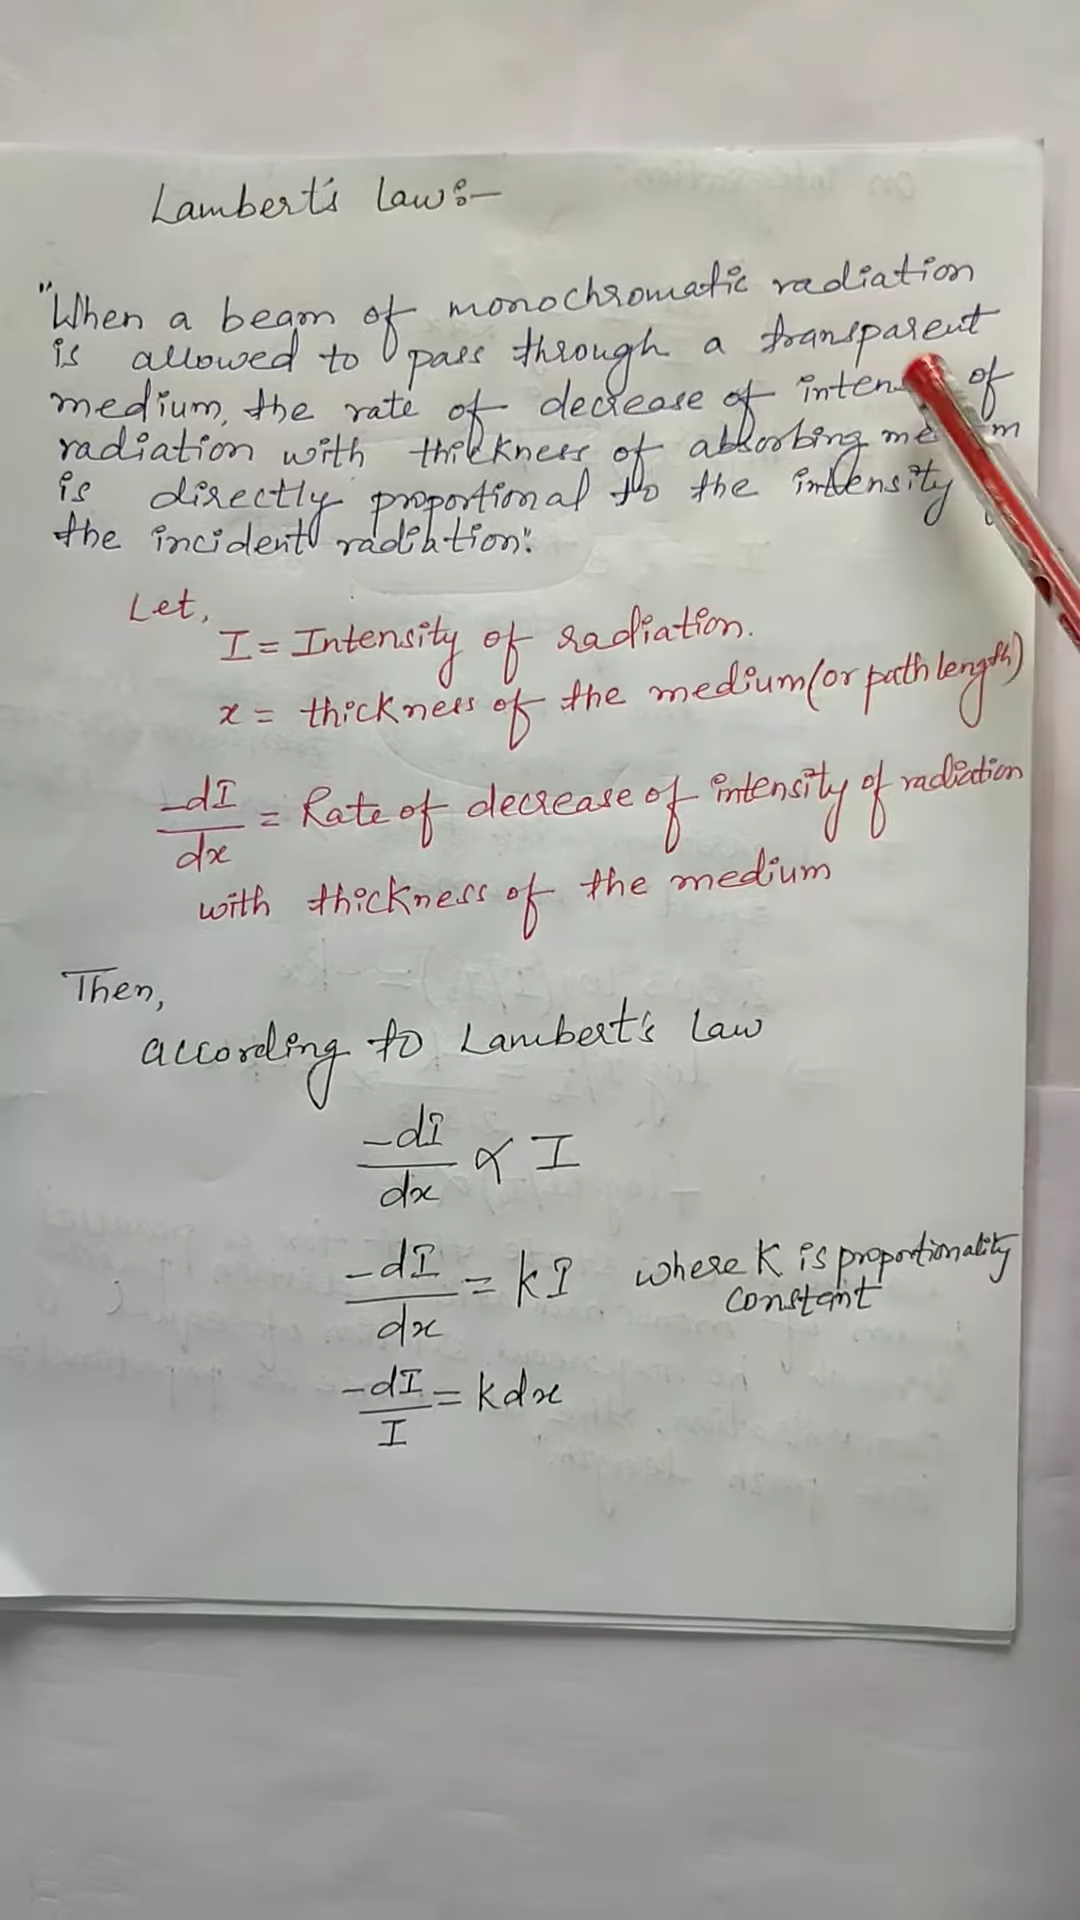 Lambert's Law:-
"When a beam of monochromatic radiation
is allowed to pass through a transparent
medium, the rate of decrease of inten of
radiation with thickness of absorbing me m
is directly proportional to the intensity
the incident radiation".
Let,
I = Intensity of radiation.
x = thickness of the medium (or path length)
-dI/dx = Rate of decrease of intensity of radiation
with thickness of the medium
Then,
according to Lambert's Law
-dI/dx ∝ I
-dI/dx = kI where K is proportionality
constant
-dI/I = kdx